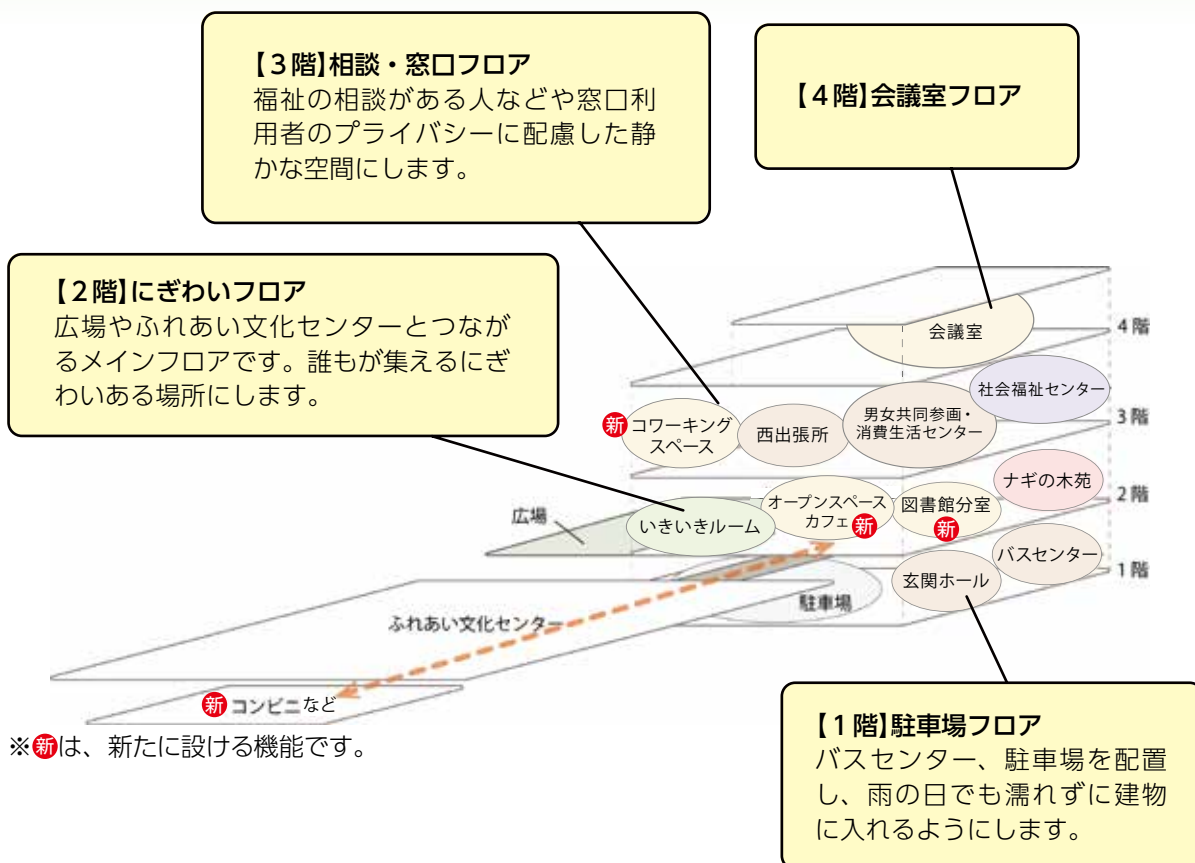 【3階】相談・窓口フロア
福祉の相談がある人などや窓口利
用者のプライバシーに配慮した静
かな空間にします。
【4階】会議室フロア
【2階】にぎわいフロア
広場やふれあい文化センターとつなが
るメインフロアです。誰もが集えるにぎ
わいある場所にします。
会議室
4階
社会福祉センター
新 コワーキング
スペース
西出張所
男女共同参画・
消費生活センター
3階
ナギの木苑
2階
広場
いきいきルーム
オープンスペース
カフェ 新
図書館分室
新
バスセンター
1階
玄関ホール
駐車場
ふれあい文化センター
新 コンビニなど
※新は、新たに設ける機能です。
【1階】駐車場フロア
バスセンター、駐車場を配置
し、雨の日でも濡れずに建物
に入れるようにします。